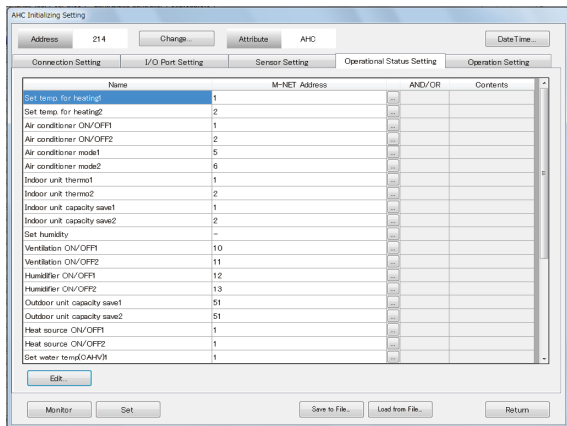 AHC Initializing Setting
Address 214 Change... Attribute AHC DateTime...
Connection Setting I/O Port Setting Sensor Setting Operational Status Setting Operation Setting
Name M-NET Address AND/OR Contents
Set temp. for heating1 1 ...
Set temp. for heating2 2 ...
Air conditioner ON/OFF1 1 ...
Air conditioner ON/OFF2 2 ...
Air conditioner mode1 5 ...
Air conditioner mode2 6 ...
Indoor unit thermo1 1 ...
Indoor unit thermo2 2 ...
Indoor unit capacity save1 1 ...
Indoor unit capacity save2 2 ...
Set humidity - ...
Ventilation ON/OFF1 10 ...
Ventilation ON/OFF2 11 ...
Humidifier ON/OFF1 12 ...
Humidifier ON/OFF2 13 ...
Outdoor unit capacity save1 51 ...
Outdoor unit capacity save2 51 ...
Heat source ON/OFF1 1 ...
Heat source ON/OFF2 1 ...
Set water temp(OAHV)1 1 ...
Edit...
Monitor Set Save to File... Load from File... Return